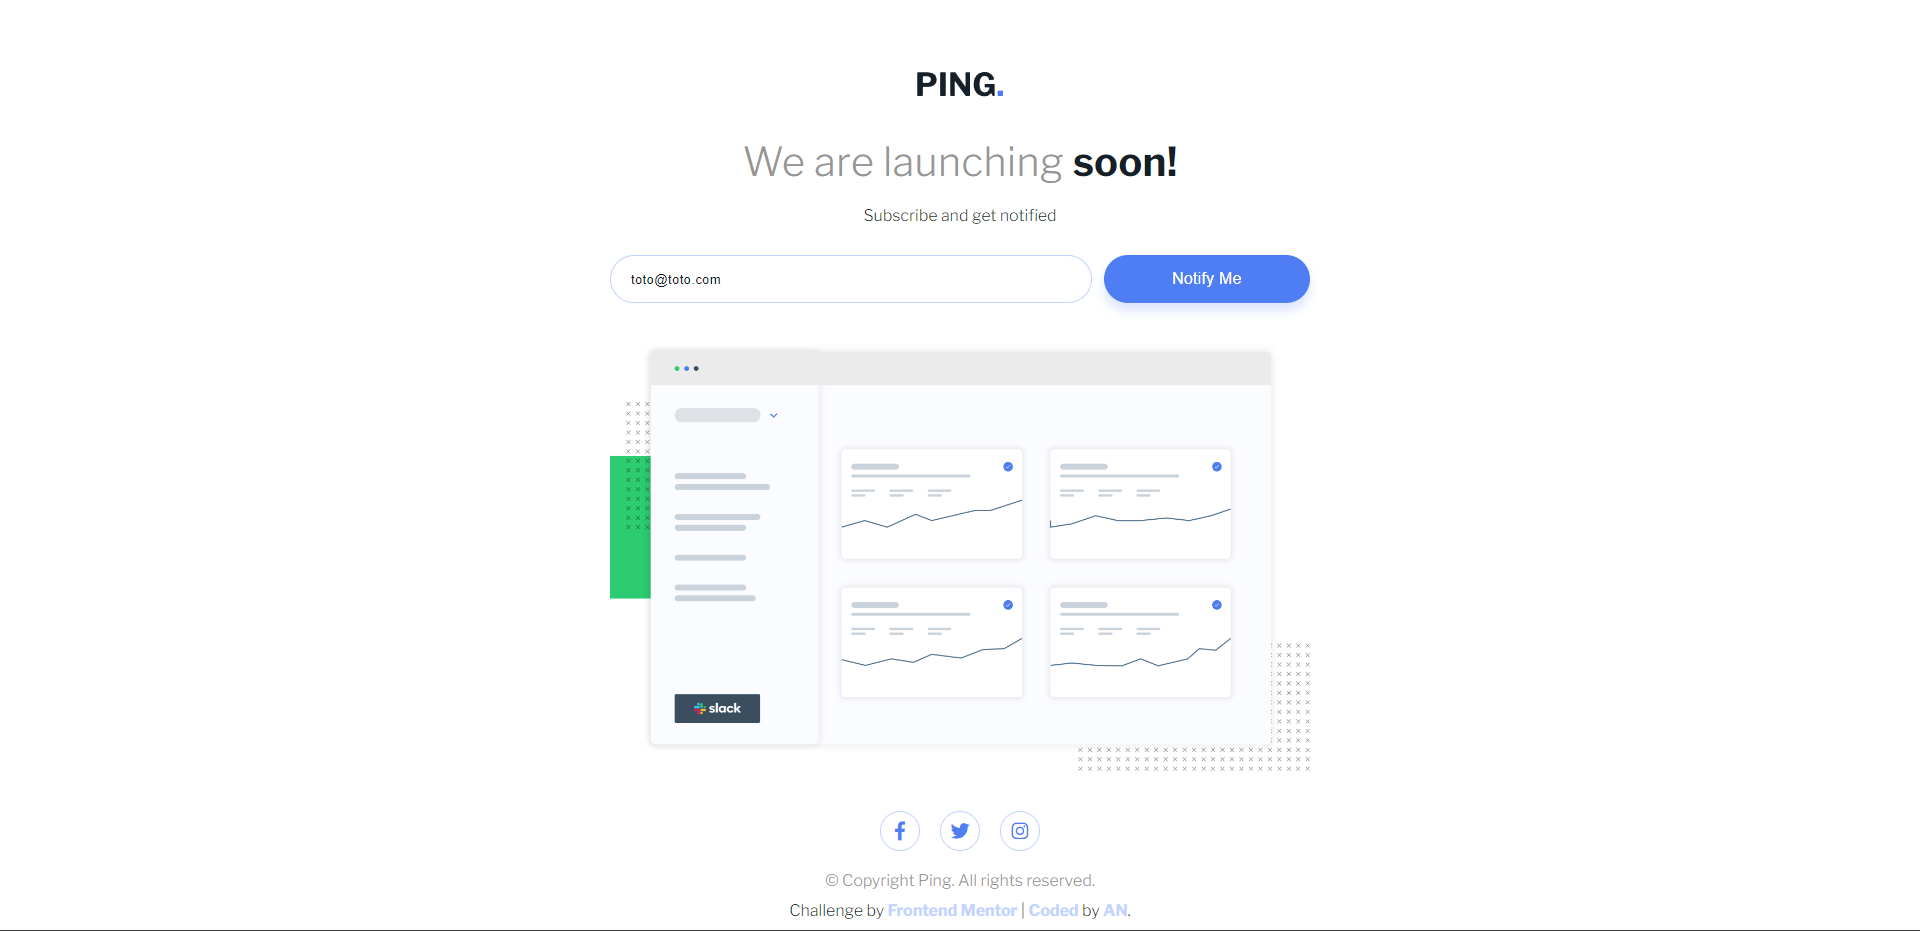 PING.
We are launching soon!
Subscribe and get notified
toto@toto.com
Notify Me
slack
© Copyright Ping. All rights reserved.
Challenge by Frontend Mentor | Coded by AN.